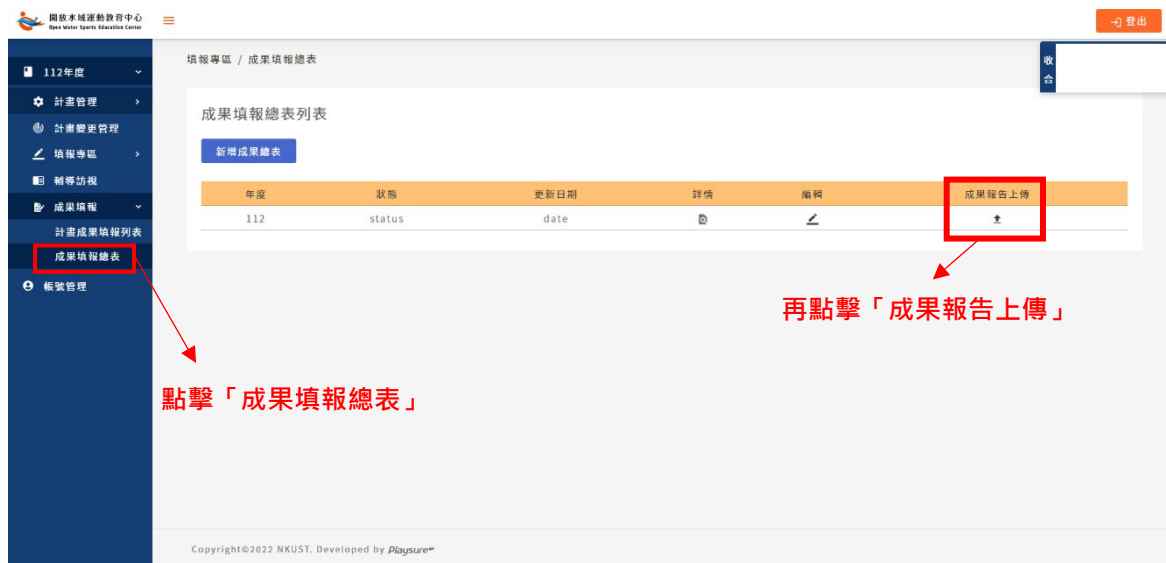 開放水域運動教育中心
Open Water Sports Education Center
登出
112年度
計畫管理
計畫變更管理
填報專區
輔導訪視
成果填報
計畫成果填報列表
成果填報總表
帳號管理
填報專區 / 成果填報總表
收合
成果填報總表列表
新增成果總表
年度 狀態 更新日期 詳情 編輯 成果報告上傳
112 status date
再點擊「成果報告上傳」
點擊「成果填報總表」
Copyright©2022 NKUST. Developed by Playsure